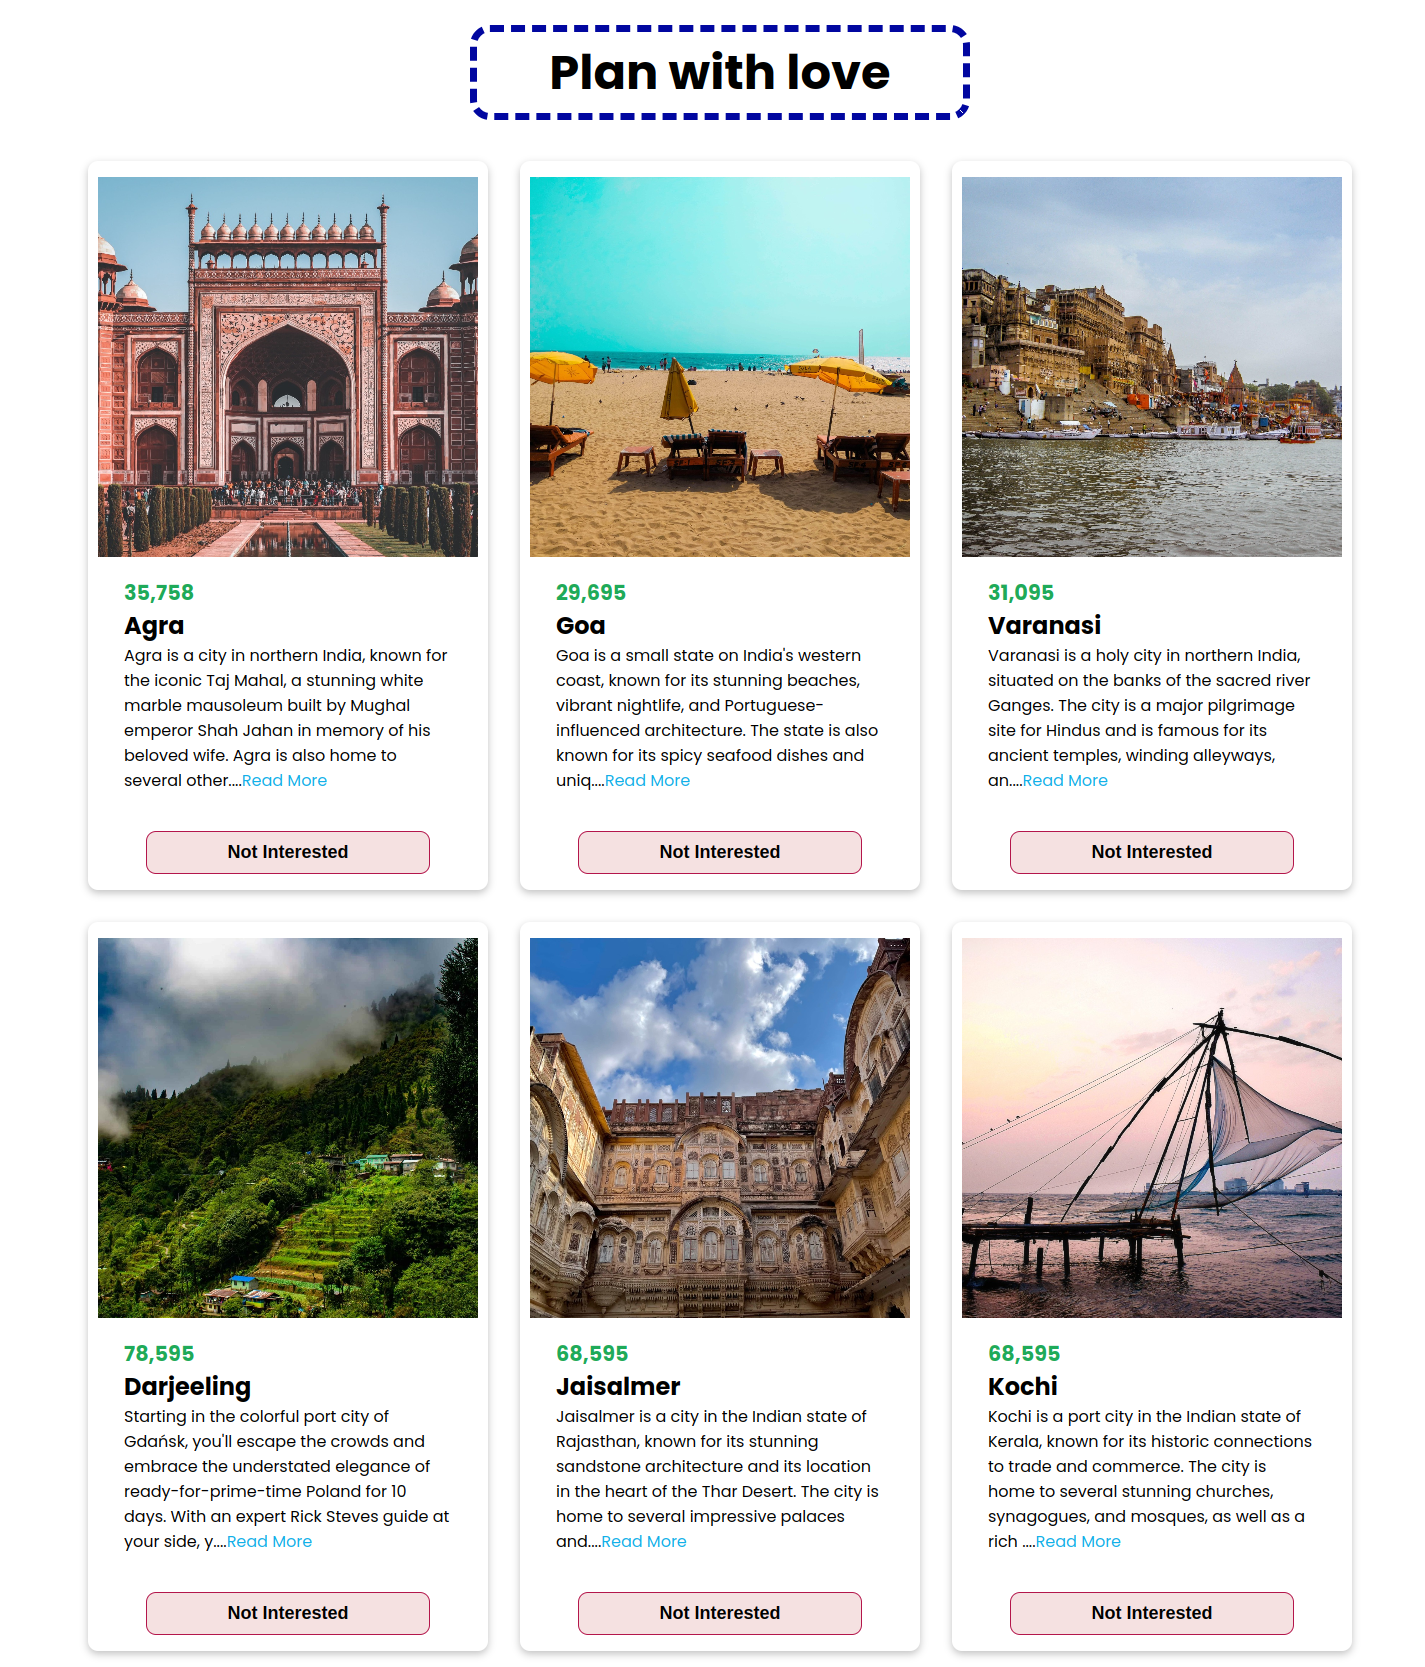 Plan with love
35,758
Agra
Agra is a city in northern India, known for
the iconic Taj Mahal, a stunning white
marble mausoleum built by Mughal
emperor Shah Jahan in memory of his
beloved wife. Agra is also home to
several other....Read More
Not Interested
29,695
Goa
Goa is a small state on India's western
coast, known for its stunning beaches,
vibrant nightlife, and Portuguese-
influenced architecture. The state is also
known for its spicy seafood dishes and
uniq....Read More
Not Interested
31,095
Varanasi
Varanasi is a holy city in northern India,
situated on the banks of the sacred river
Ganges. The city is a major pilgrimage
site for Hindus and is famous for its
ancient temples, winding alleyways,
an....Read More
Not Interested
78,595
Darjeeling
Starting in the colorful port city of
Gdańsk, you'll escape the crowds and
embrace the understated elegance of
ready-for-prime-time Poland for 10
days. With an expert Rick Steves guide at
your side, y....Read More
Not Interested
68,595
Jaisalmer
Jaisalmer is a city in the Indian state of
Rajasthan, known for its stunning
sandstone architecture and its location
in the heart of the Thar Desert. The city is
home to several impressive palaces
and....Read More
Not Interested
68,595
Kochi
Kochi is a port city in the Indian state of
Kerala, known for its historic connections
to trade and commerce. The city is
home to several stunning churches,
synagogues, and mosques, as well as a
rich ....Read More
Not Interested